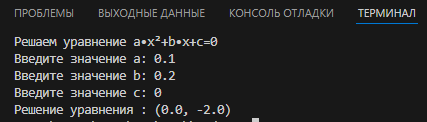 ПРОБЛЕМЫ ВЫХОДНЫЕ ДАННЫЕ КОНСОЛЬ ОТЛАДКИ ТЕРМИНАЛ
Решаем уравнение a•x²+b•x+c=0
Введите значение a: 0.1
Введите значение b: 0.2
Введите значение c: 0
Решение уравнения : (0.0, -2.0)